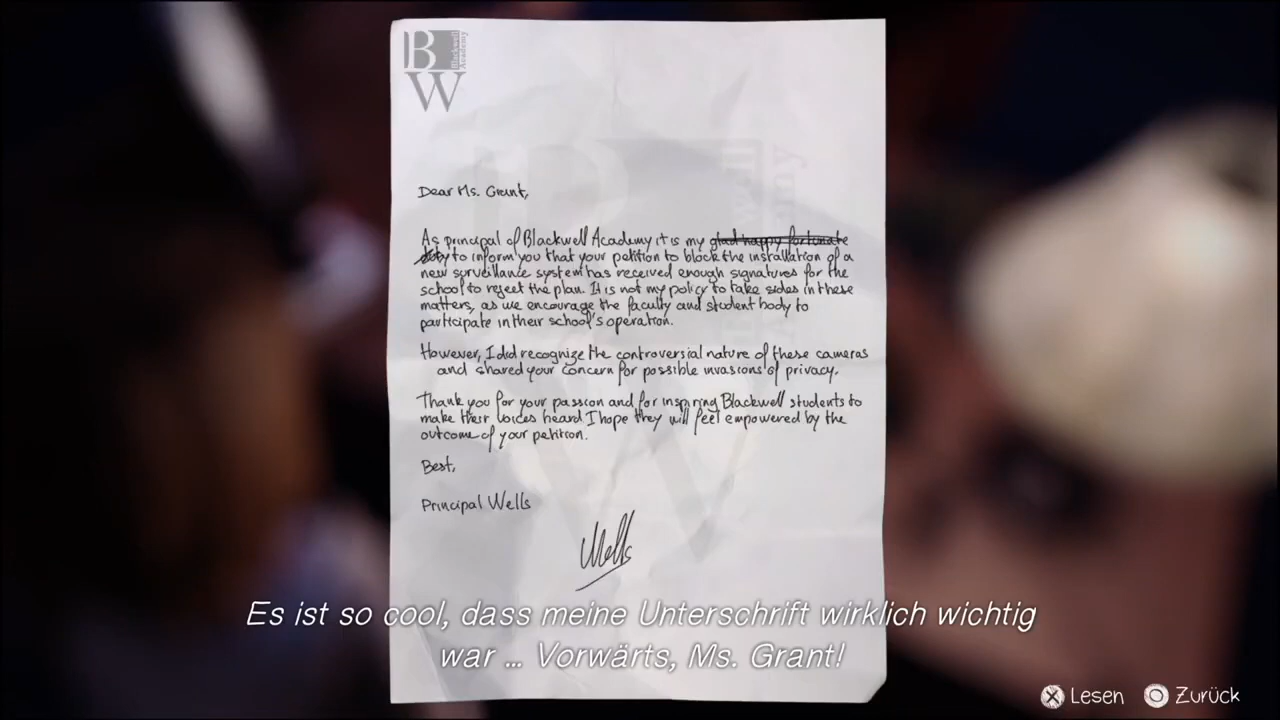 BW
Blackwell
Academy
Dear Ms. Grant,
As principal of Blackwell Academy it is my glad happy fortunate
duty to inform you that your petition to block the installation of a
new surveillance system has received enough signatures for the
school to reject the plan. It is not my policy to take sides in these
matters, as we encourage the faculty and student body to
participate in their school's operation.
However, I did recognize the controversial nature of these cameras
and shared your concern for possible invasions of privacy.
Thank you for your passion and for inspiring Blackwell students to
make their voices heard. I hope they will feel empowered by the
outcome of your petition.
Best,
Principal Wells
Wells
Es ist so cool, dass meine Unterschrift wirklich wichtig
war ... Vorwärts, Ms. Grant!
Lesen Zurück